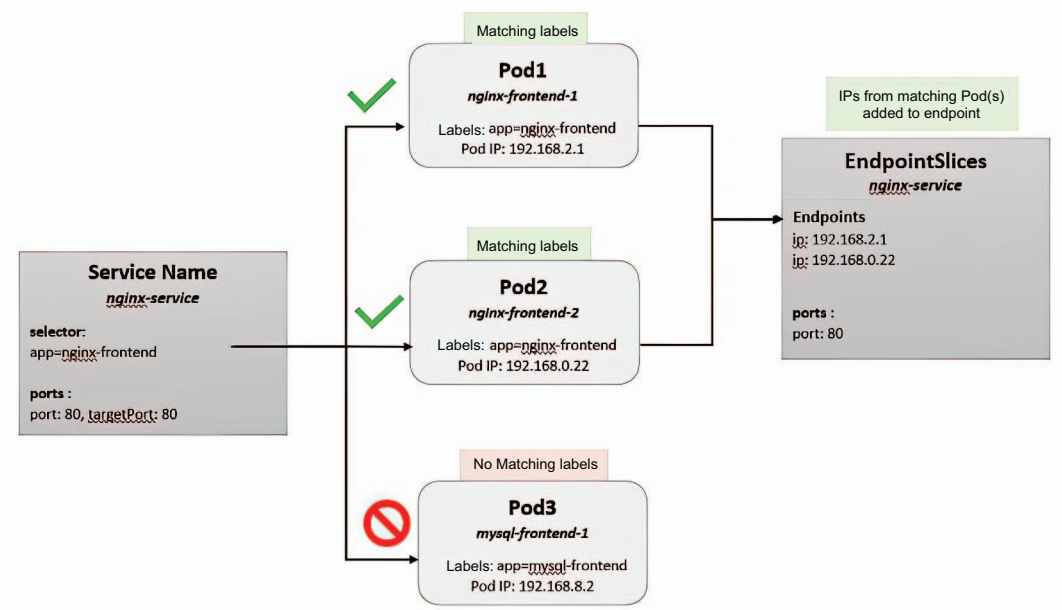 Matching labels
Pod1
nginx-frontend-1
Labels: app=nginx-frontend
Pod IP: 192.168.2.1
IPs from matching Pod(s)
added to endpoint
EndpointSlices
nginx-service
Endpoints
ip: 192.168.2.1
ip: 192.168.0.22
ports :
port: 80
Service Name
nginx-service
selector:
app=nginx-frontend
ports :
port: 80, targetPort: 80
Matching labels
Pod2
nginx-frontend-2
Labels: app=nginx-frontend
Pod IP: 192.168.0.22
No Matching labels
Pod3
mysql-frontend-1
Labels: app=mysql-frontend
Pod IP: 192.168.8.2